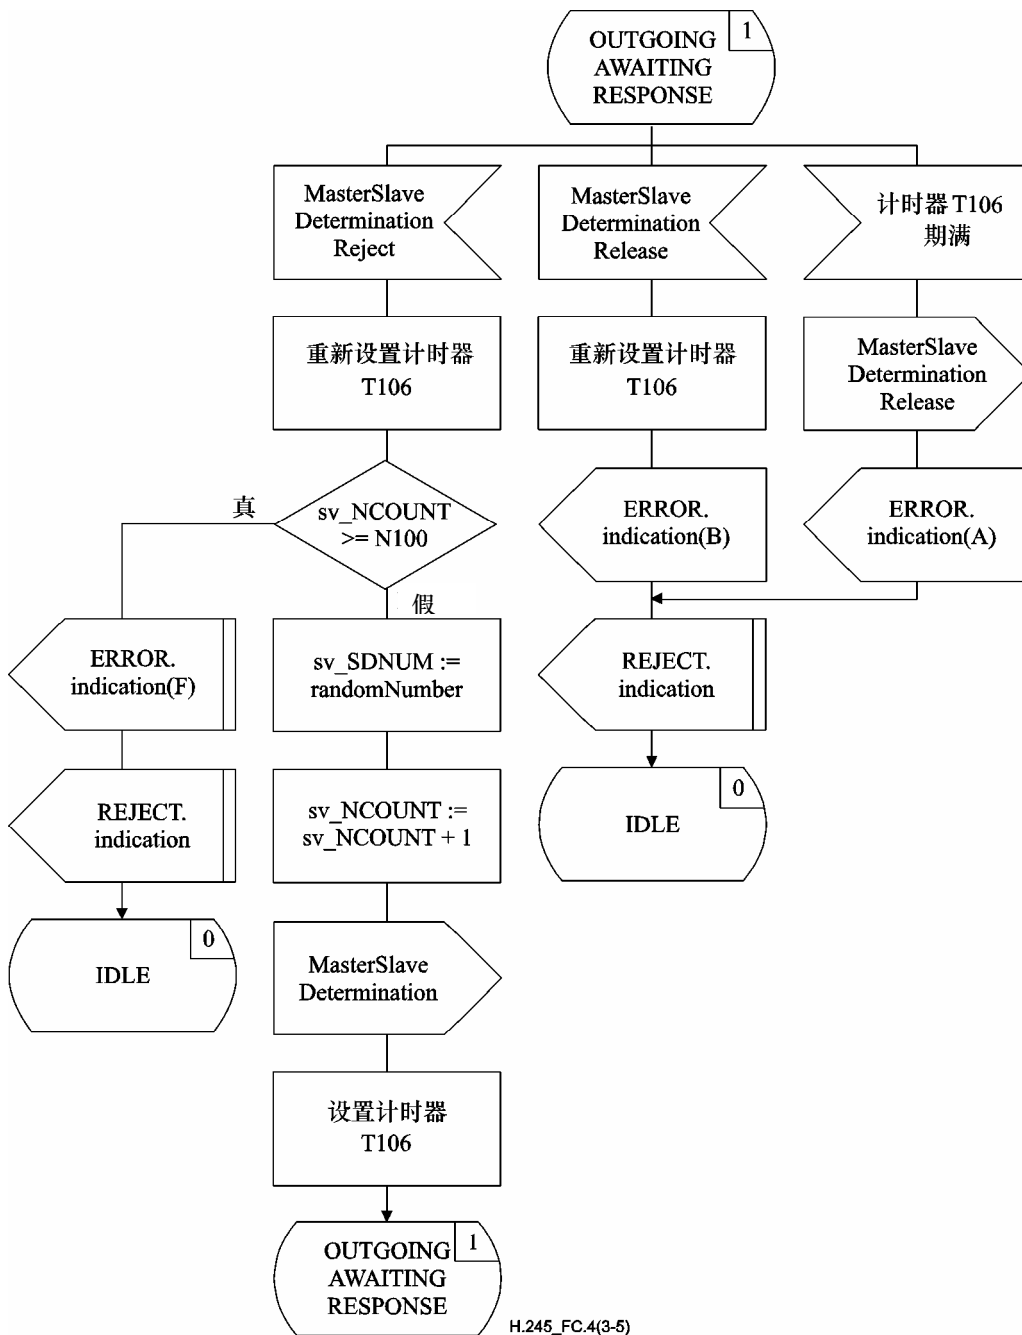 OUTGOING
AWAITING
RESPONSE
1
MasterSlave
Determination
Reject
MasterSlave
Determination
Release
计时器 T106
期满
重新设置计时器
T106
重新设置计时器
T106
MasterSlave
Determination
Release
真
sv_NCOUNT
>= N100
假
ERROR.
indication(B)
ERROR.
indication(A)
ERROR.
indication(F)
sv_SDNUM :=
randomNumber
REJECT.
indication
REJECT.
indication
sv_NCOUNT :=
sv_NCOUNT + 1
IDLE
0
IDLE
0
MasterSlave
Determination
设置计时器
T106
OUTGOING
AWAITING
RESPONSE
1
H.245_FC.4(3-5)